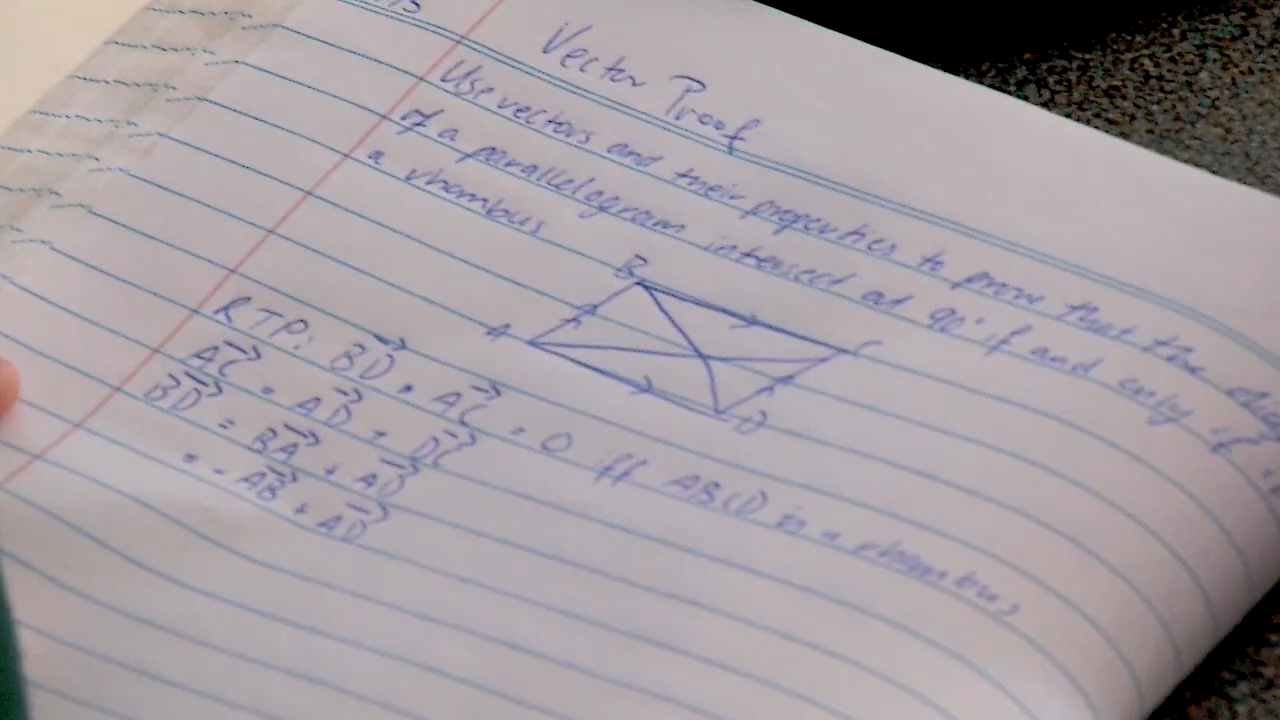 Vector Proof
Use vectors and their properties to prove that the
of a parallelogram intersect at 90° if and only if
a rhombus
B
A
C
D
RTP: BD · AC = 0 iff ABCD is a rhombus
AC = AD + DC
BD = BA + AD
= -AB + AD